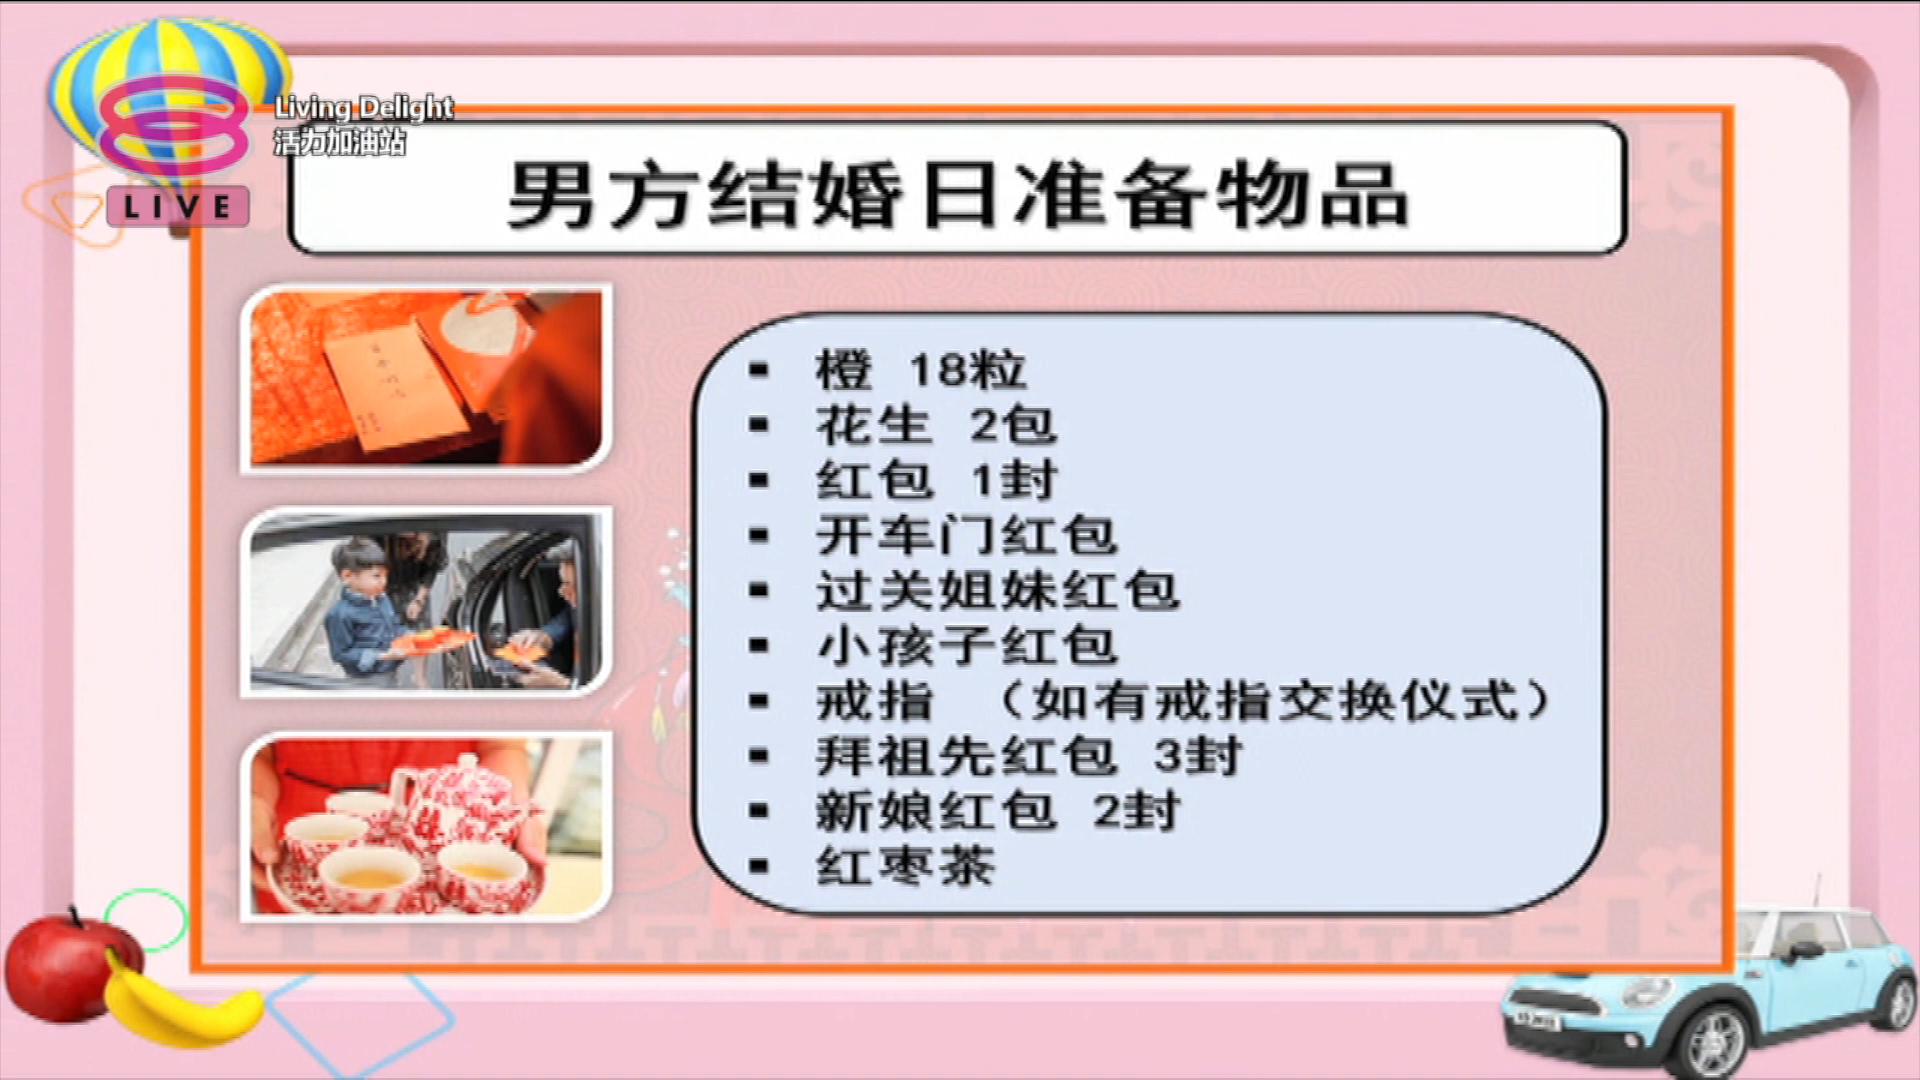 Living Delight
活力加油站
LIVE
男方结婚日准备物品
▪ 橙 18粒
▪ 花生 2包
▪ 红包 1封
▪ 开车门红包
▪ 过关姐妹红包
▪ 小孩子红包
▪ 戒指 （如有戒指交换仪式）
▪ 拜祖先红包 3封
▪ 新娘红包 2封
▪ 红枣茶